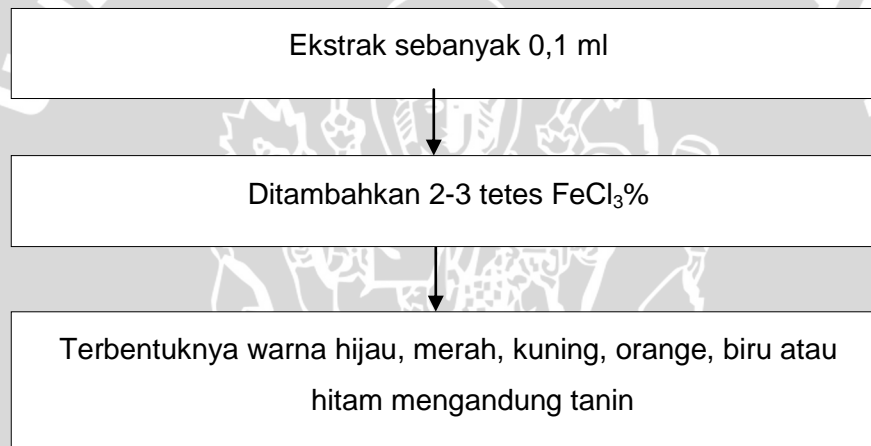 Ekstrak sebanyak 0,1 ml
Ditambahkan 2-3 tetes FeCl₃%
Terbentuknya warna hijau, merah, kuning, orange, biru atau
hitam mengandung tanin